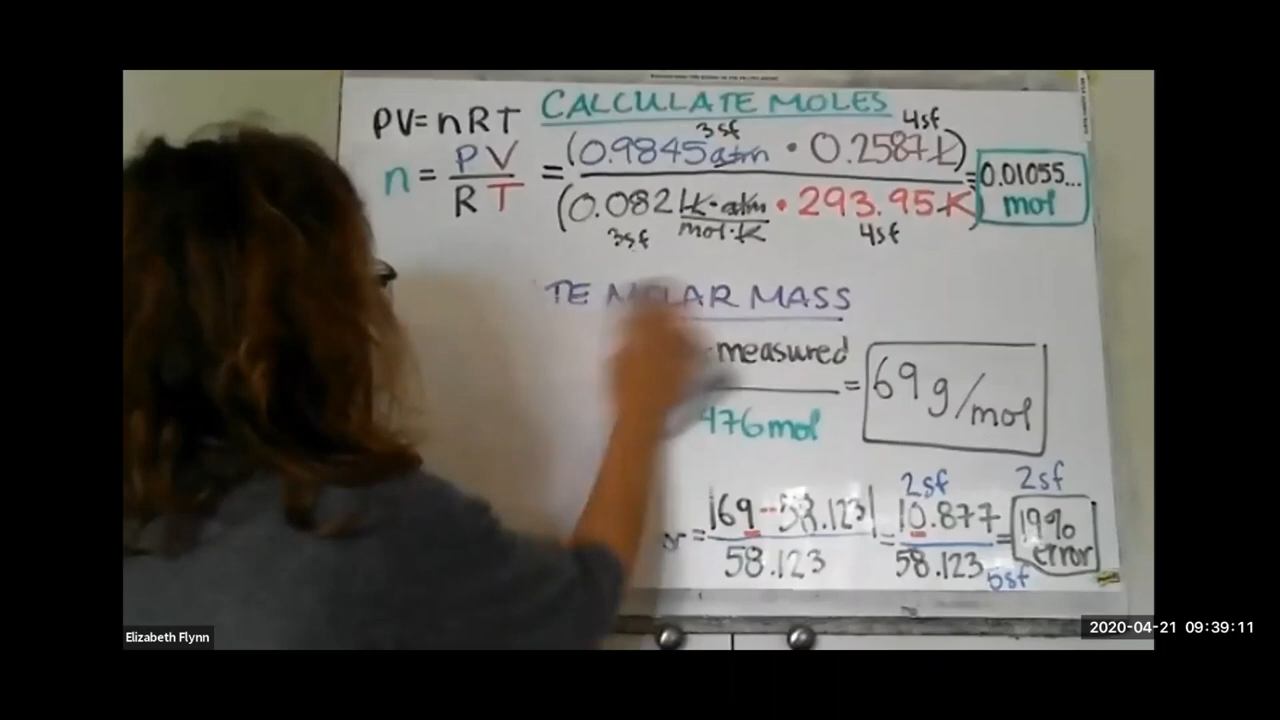 CALCULATE MOLES
PV=nRT
3sf 4sf
n = PV/RT = (0.9845 atm · 0.2587 L)/(0.0821 L·atm/mol·K · 293.95 K) = 0.01055... mol
3sf 4sf
TE MOLAR MASS
measured
476 mol = 69 g/mol
2sf 2sf
or = |69-58.123|/58.123 = 10.877/58.123 = 19% error
5sf
Elizabeth Flynn
2020-04-21 09:39:11